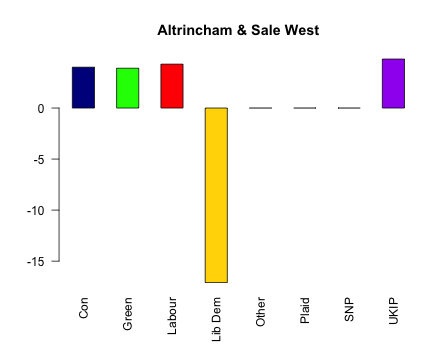 Altrincham & Sale West
0
-5
-10
-15
Con
Green
Labour
Lib Dem
Other
Plaid
SNP
UKIP